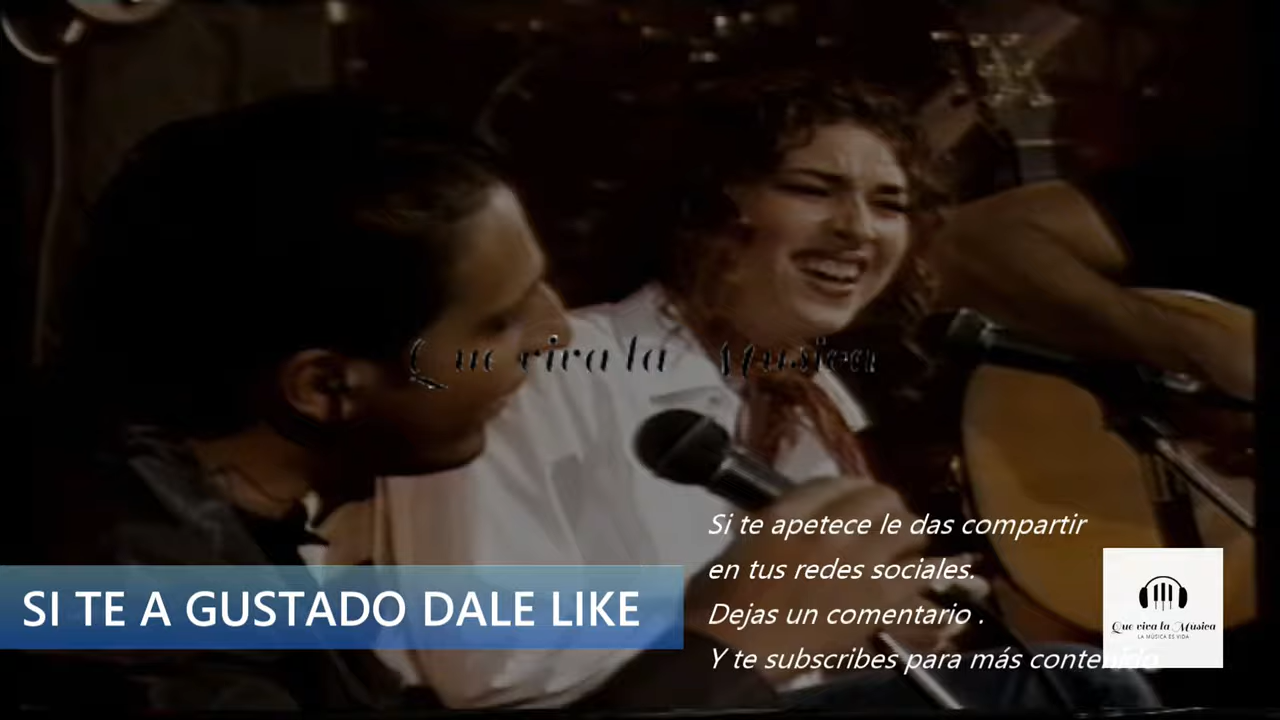 Que viva la Musica
Si te apetece le das compartir
en tus redes sociales.
SI TE A GUSTADO DALE LIKE
Dejas un comentario .
Y te subscribes para más contenido
Que viva la Música
LA MÚSICA ES VIDA